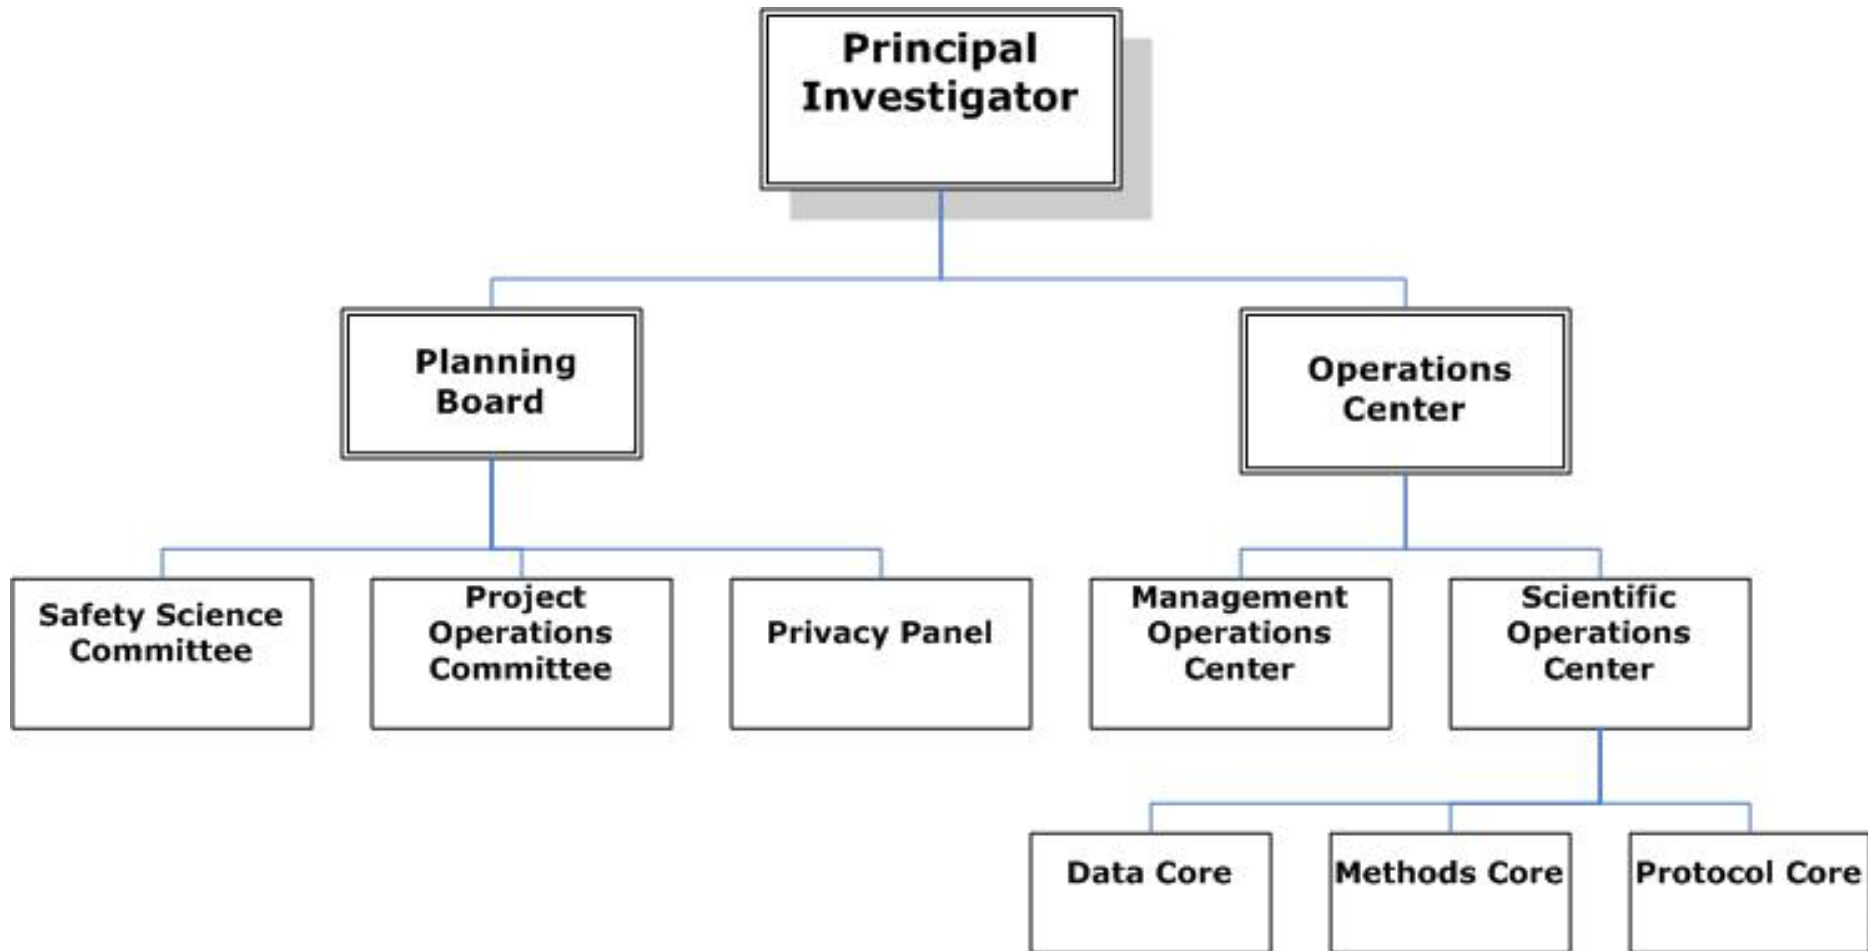 Principal
Investigator
Planning
Board
Operations
Center
Safety Science
Committee
Project
Operations
Committee
Privacy Panel
Management
Operations
Center
Scientific
Operations
Center
Data Core
Methods Core
Protocol Core